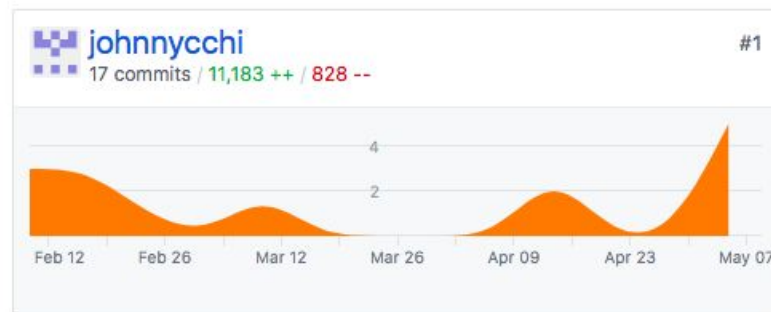 johnnycchi #1
17 commits / 11,183 ++ / 828 --
4
2
Feb 12 Feb 26 Mar 12 Mar 26 Apr 09 Apr 23 May 07